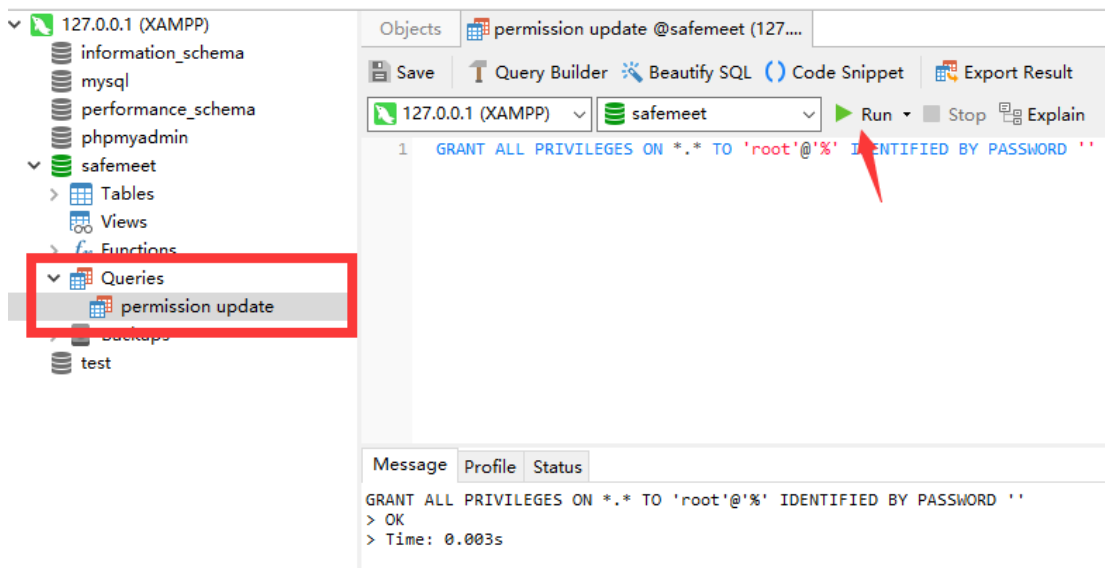 127.0.0.1 (XAMPP)
information_schema
mysql
performance_schema
phpmyadmin
safemeet
Tables
Views
Functions
Queries
permission update
Backups
test
Objects
permission update @safemeet (127....
Save Query Builder Beautify SQL () Code Snippet Export Result
127.0.0.1 (XAMPP) safemeet Run Stop Explain
1 GRANT ALL PRIVILEGES ON *.* TO 'root'@'%' IDENTIFIED BY PASSWORD ''
Message Profile Status
GRANT ALL PRIVILEGES ON *.* TO 'root'@'%' IDENTIFIED BY PASSWORD ''
> OK
> Time: 0.003s